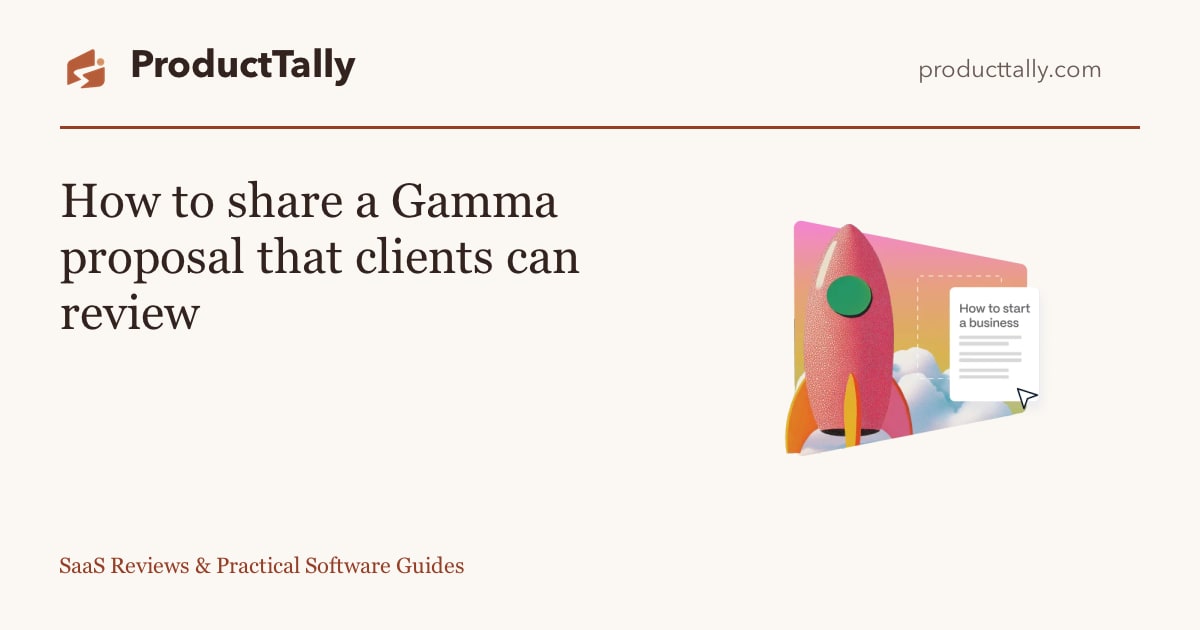 ProductTally
producttally.com
How to share a Gamma
proposal that clients can
review
How to start
a business
SaaS Reviews & Practical Software Guides